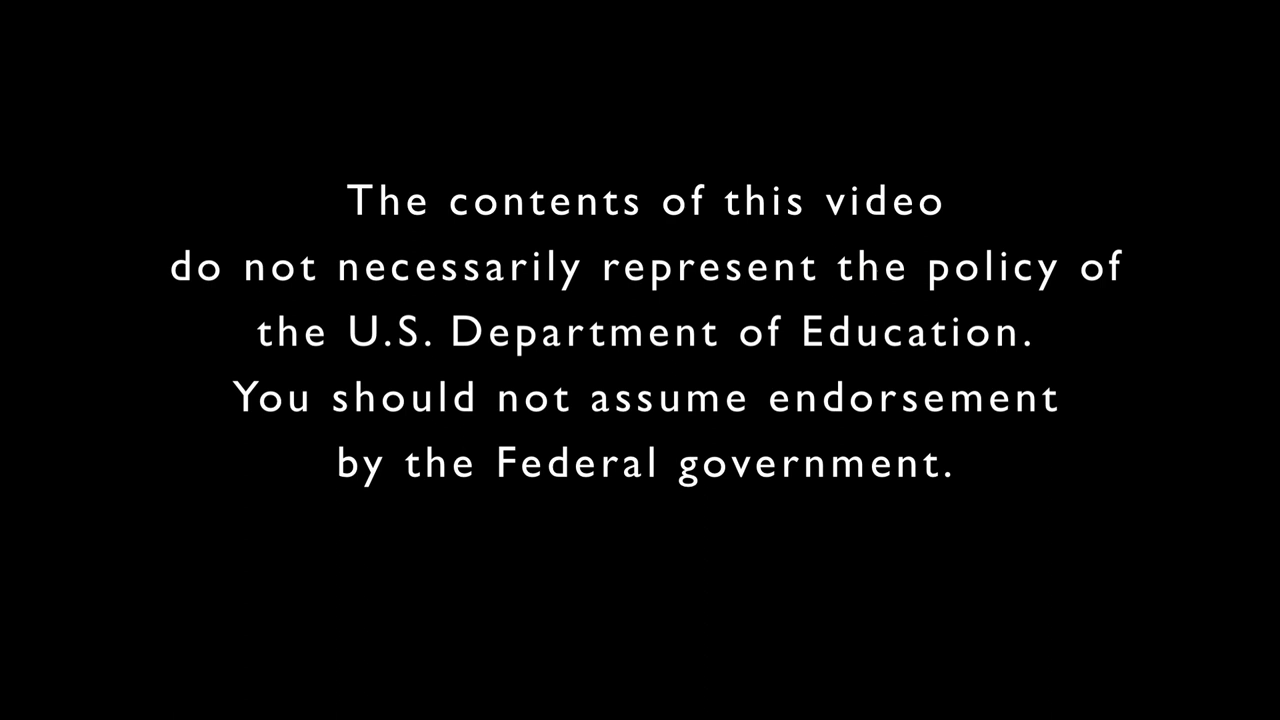 The contents of this video
do not necessarily represent the policy of
the U.S. Department of Education.
You should not assume endorsement
by the Federal government.